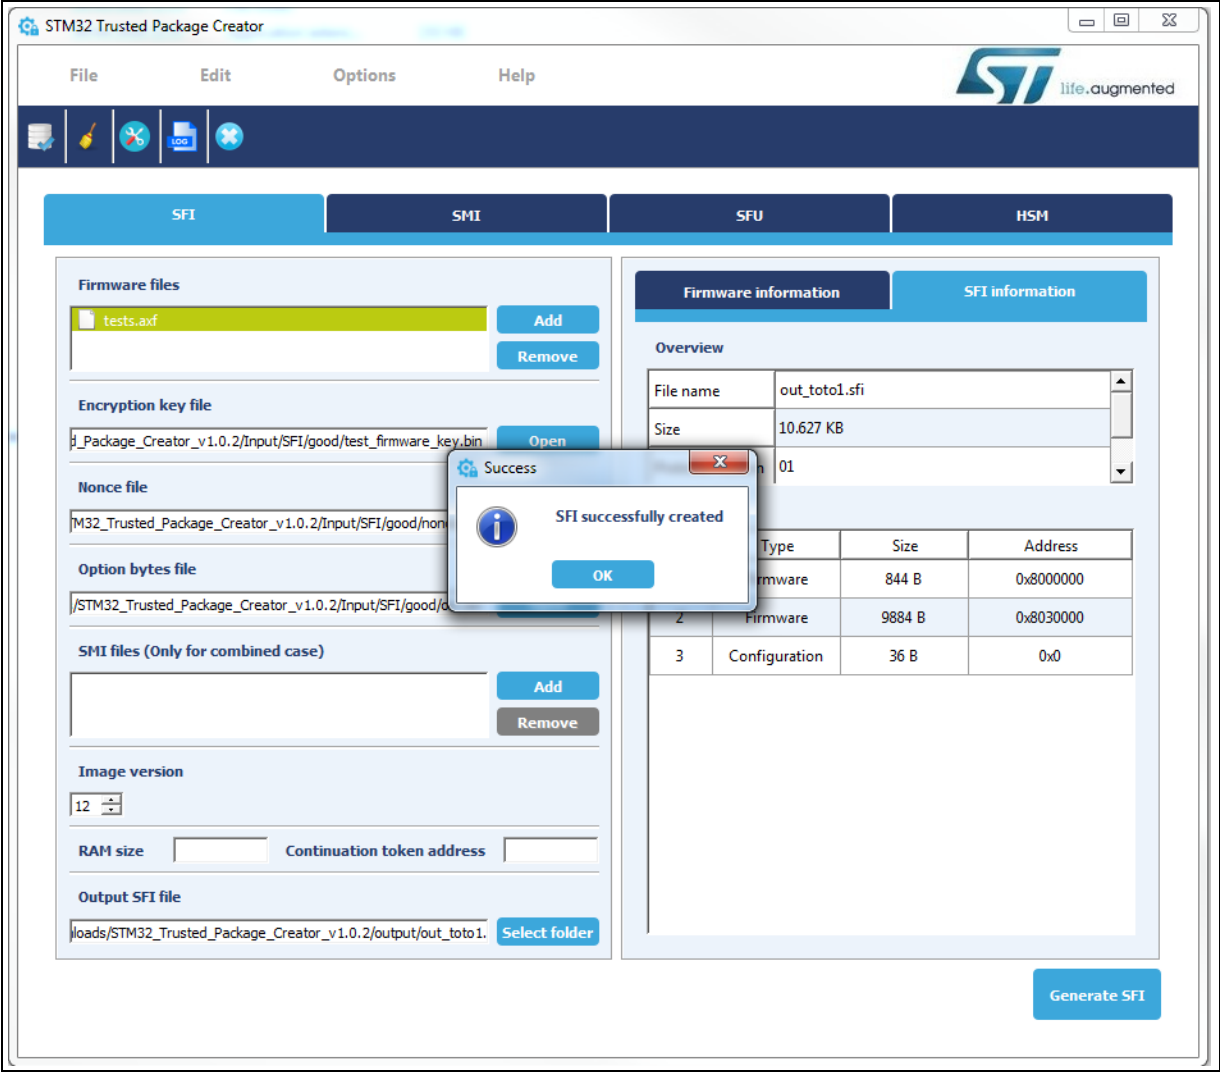 STM32 Trusted Package Creator
File Edit Options Help
life.augmented
LOG
SFI SMI SFU HSM
Firmware files
tests.axf
Add
Remove
Encryption key file
d_Package_Creator_v1.0.2/Input/SFI/good/test_firmware_key.bin
Open
Nonce file
M32_Trusted_Package_Creator_v1.0.2/Input/SFI/good/non
Option bytes file
/STM32_Trusted_Package_Creator_v1.0.2/Input/SFI/good/o
SMI files (Only for combined case)
Add
Remove
Image version
12
RAM size Continuation token address
Output SFI file
loads/STM32_Trusted_Package_Creator_v1.0.2/output/out_toto1.
Select folder
Firmware information SFI information
Overview
File name out_toto1.sfi
Size 10.627 KB
01
Success
SFI successfully created
OK
Type Size Address
rmware 844 B 0x8000000
2 Firmware 9884 B 0x8030000
3 Configuration 36 B 0x0
Generate SFI